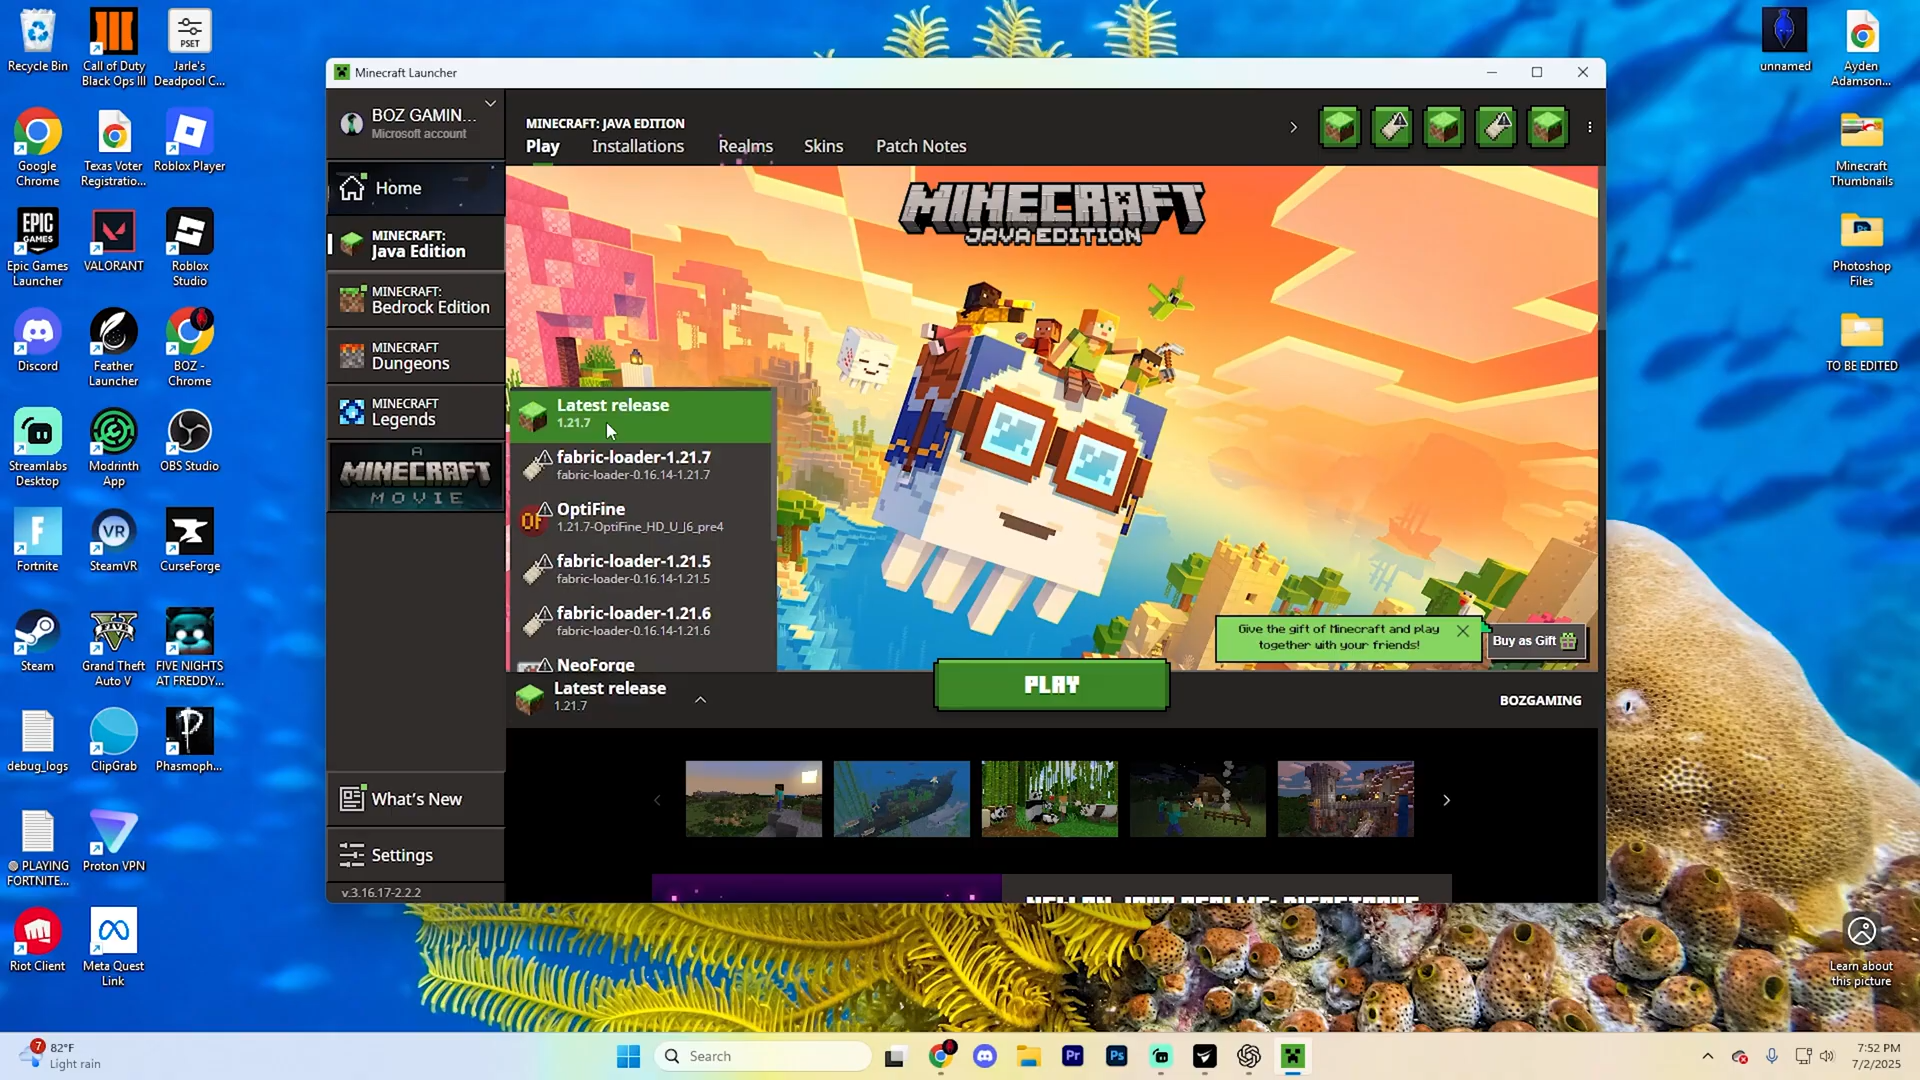 Recycle Bin
Call of Duty
Black Ops III
PSET
Jarle's
Deadpool C...
Google
Chrome
Texas Voter
Registratio...
Roblox Player
EPIC
GAMES
Epic Games
Launcher
VALORANT
Roblox
Studio
Discord
Feather
Launcher
BOZ -
Chrome
Streamlabs
Desktop
Modrinth
App
OBS Studio
Fortnite
VR
SteamVR
CurseForge
Steam
Grand Theft
Auto V
FIVE NIGHTS
AT FREDDY...
debug_logs
ClipGrab
Phasmoph...
PLAYING
FORTNITE...
Proton VPN
Riot Client
Meta Quest
Link
Minecraft Launcher
BOZ GAMIN...
Microsoft account
Home
MINECRAFT:
Java Edition
MINECRAFT:
Bedrock Edition
MINECRAFT
Dungeons
MINECRAFT
Legends
A
MINECRAFT
MOVIE
What's New
Settings
v.3.16.17-2.2.2
MINECRAFT: JAVA EDITION
Play
Installations
Realms
Skins
Patch Notes
MINECRAFT
JAVA EDITION
Latest release
1.21.7
fabric-loader-1.21.7
fabric-loader-0.16.14-1.21.7
OF
OptiFine
1.21.7-OptiFine_HD_U_J6_pre4
fabric-loader-1.21.5
fabric-loader-0.16.14-1.21.5
fabric-loader-1.21.6
fabric-loader-0.16.14-1.21.6
NeoForge
Latest release
1.21.7
PLAY
Give the gift of Minecraft and play
together with your friends!
Buy as Gift
BOZGAMING
unnamed
Ayden
Adamson...
Minecraft
Thumbnails
Ps
Photoshop
Files
TO BE EDITED
Learn about
this picture
7
82°F
Light rain
Search
Pr
Ps
7:52 PM
7/2/2025